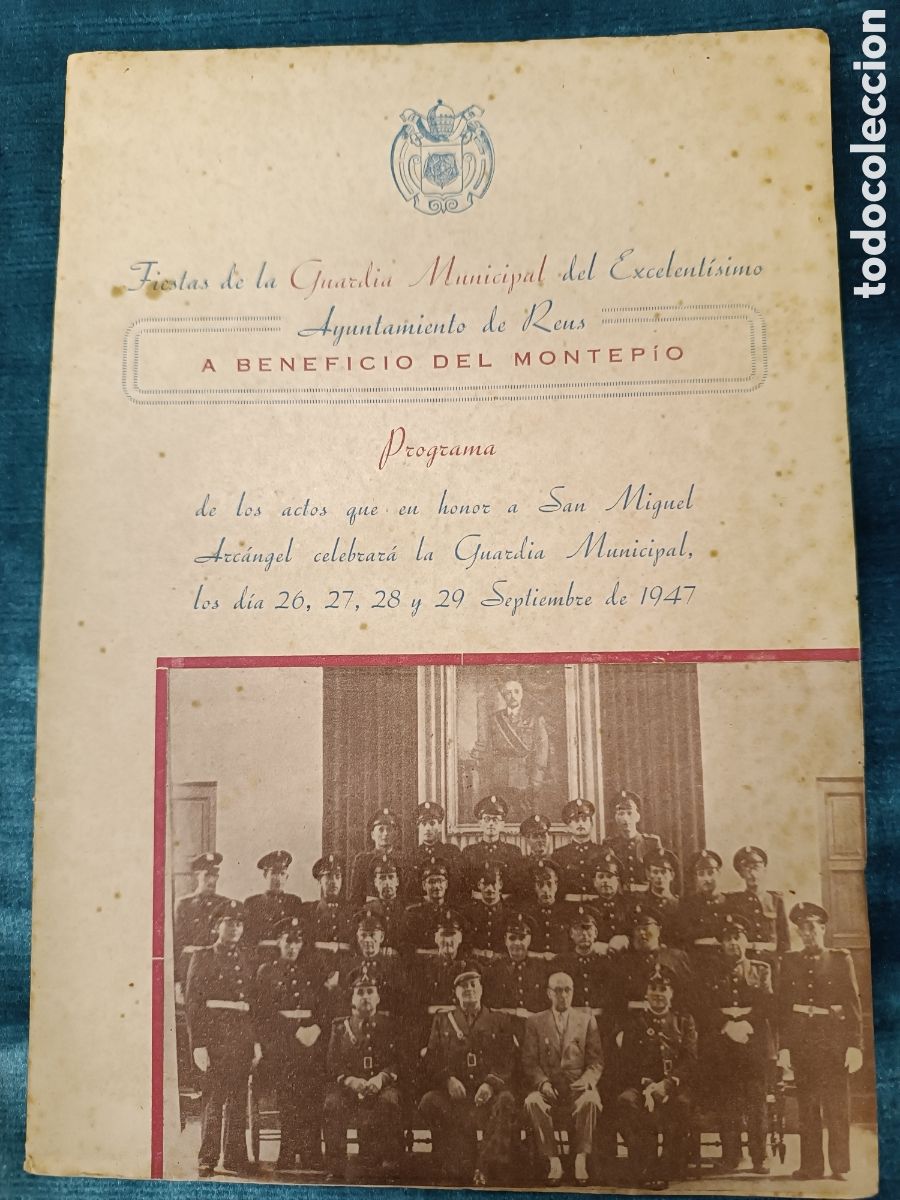 Fiestas de la Guardia Municipal del Excelentísimo
Ayuntamiento de Reus
A BENEFICIO DEL MONTEPÍO
Programa
de los actos que en honor a San Miguel
Arcángel celebrará la Guardia Municipal,
los día 26, 27, 28 y 29 Septiembre de 1947
todocoleccion